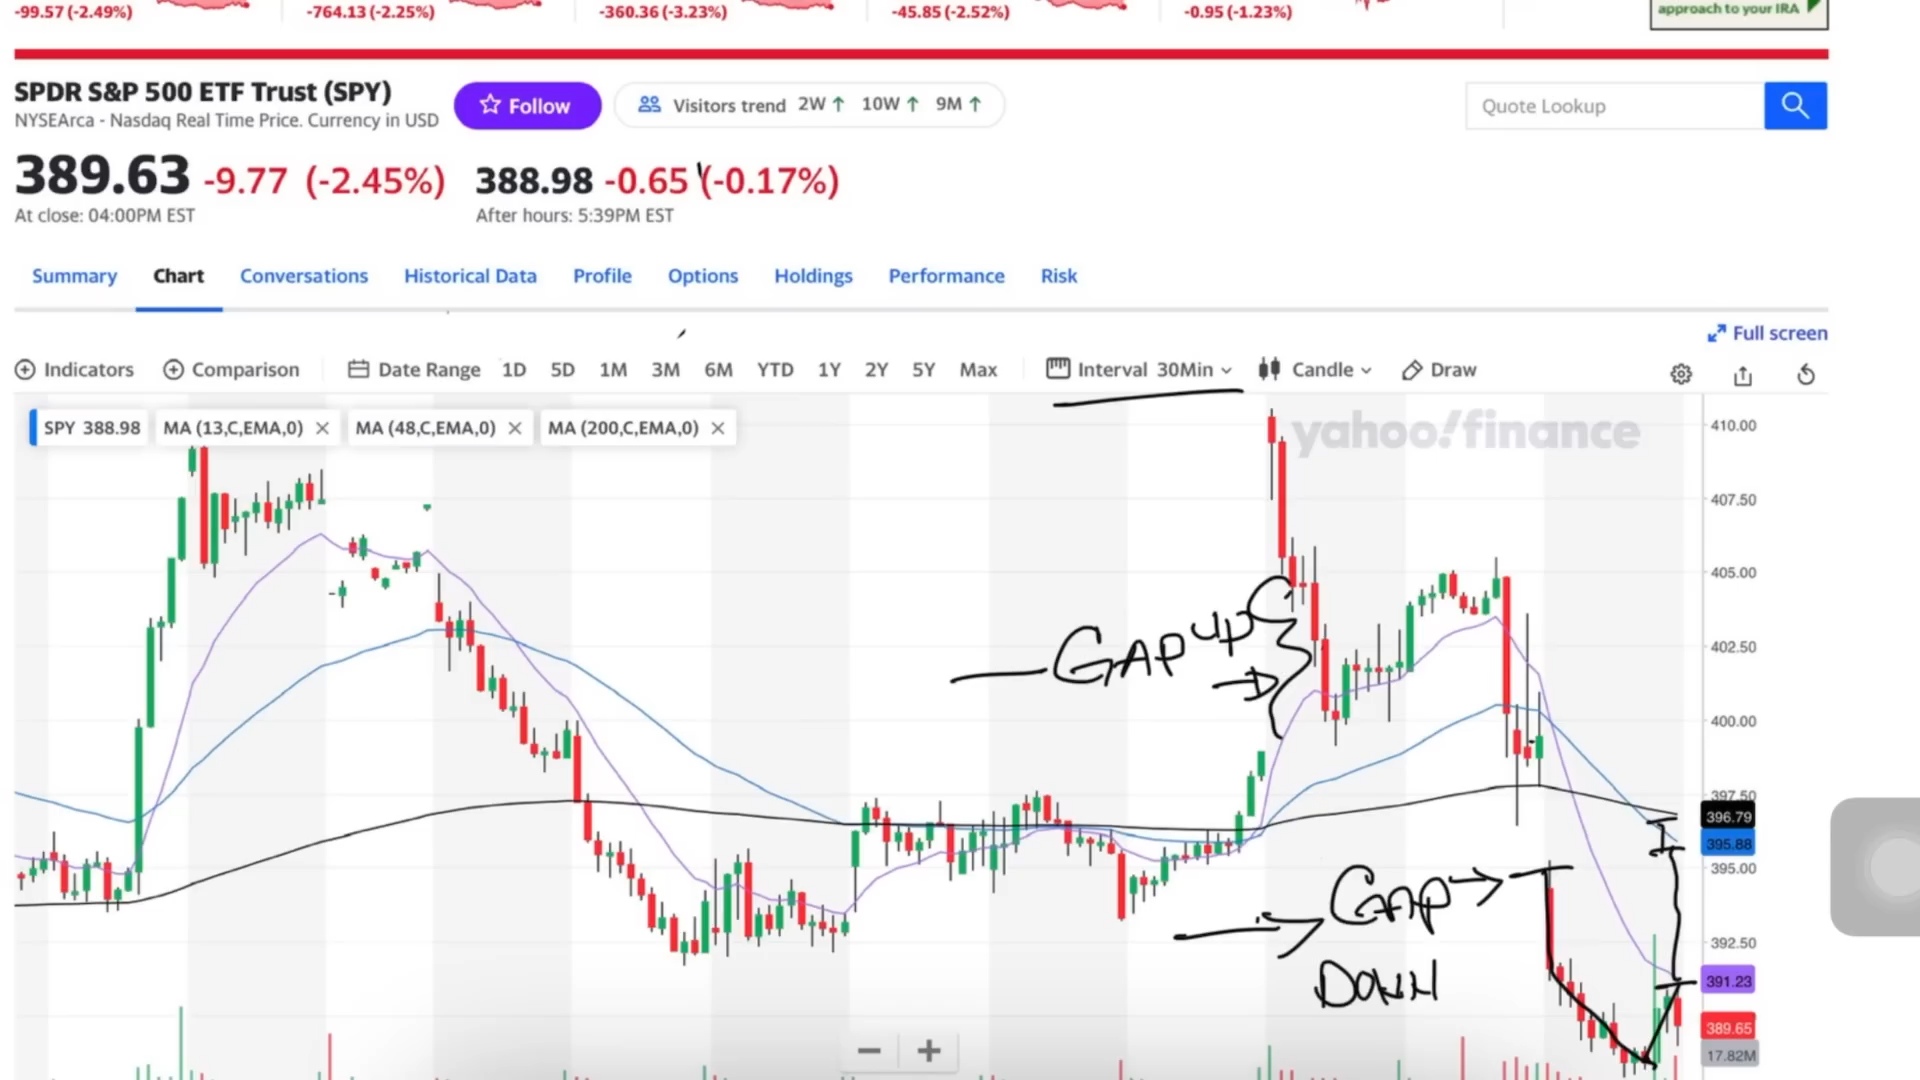 -99.57 (-2.49%) -764.13 (-2.25%) -360.36 (-3.23%) -45.85 (-2.52%) -0.95 (-1.23%)
approach to your IRA
SPDR S&P 500 ETF Trust (SPY)
NYSEArca - Nasdaq Real Time Price. Currency in USD
Follow
Visitors trend 2W 10W 9M
Quote Lookup
389.63 -9.77 (-2.45%) 388.98 -0.65 (-0.17%)
At close: 04:00PM EST After hours: 5:39PM EST
Summary Chart Conversations Historical Data Profile Options Holdings Performance Risk
Full screen
Indicators Comparison Date Range 1D 5D 1M 3M 6M YTD 1Y 2Y 5Y Max Interval 30Min Candle Draw
SPY 388.98 MA (13,C,EMA,0) MA (48,C,EMA,0) MA (200,C,EMA,0)
yahoo!finance
410.00
407.50
405.00
402.50
GAP UP
400.00
397.50
396.79
395.88
395.00
GAP
DOWN
392.50
391.23
389.65
17.82M